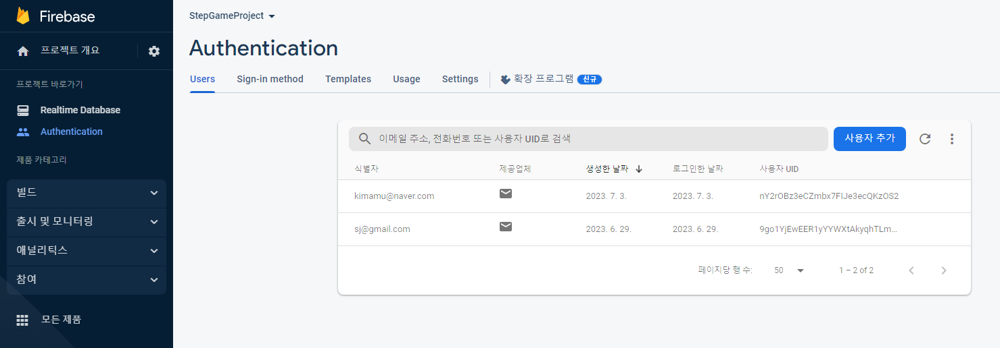 Firebase
프로젝트 개요
프로젝트 바로가기
Realtime Database
Authentication
제품 카테고리
빌드
출시 및 모니터링
애널리틱스
참여
모든 제품
StepGameProject
Authentication
Users Sign-in method Templates Usage Settings 확장 프로그램 신규
이메일 주소, 전화번호 또는 사용자 UID로 검색 사용자 추가
식별자 제공업체 생성한 날짜 로그인한 날짜 사용자 UID
kimamu@naver.com 2023. 7. 3. 2023. 7. 3. nY2rOBz3eCZmbx7FIJe3ecQKzOS2
sj@gmail.com 2023. 6. 29. 2023. 6. 29. 9go1YjEwEER1yYYWXtAkyqhTLm...
페이지당 행 수: 50 1 – 2 of 2